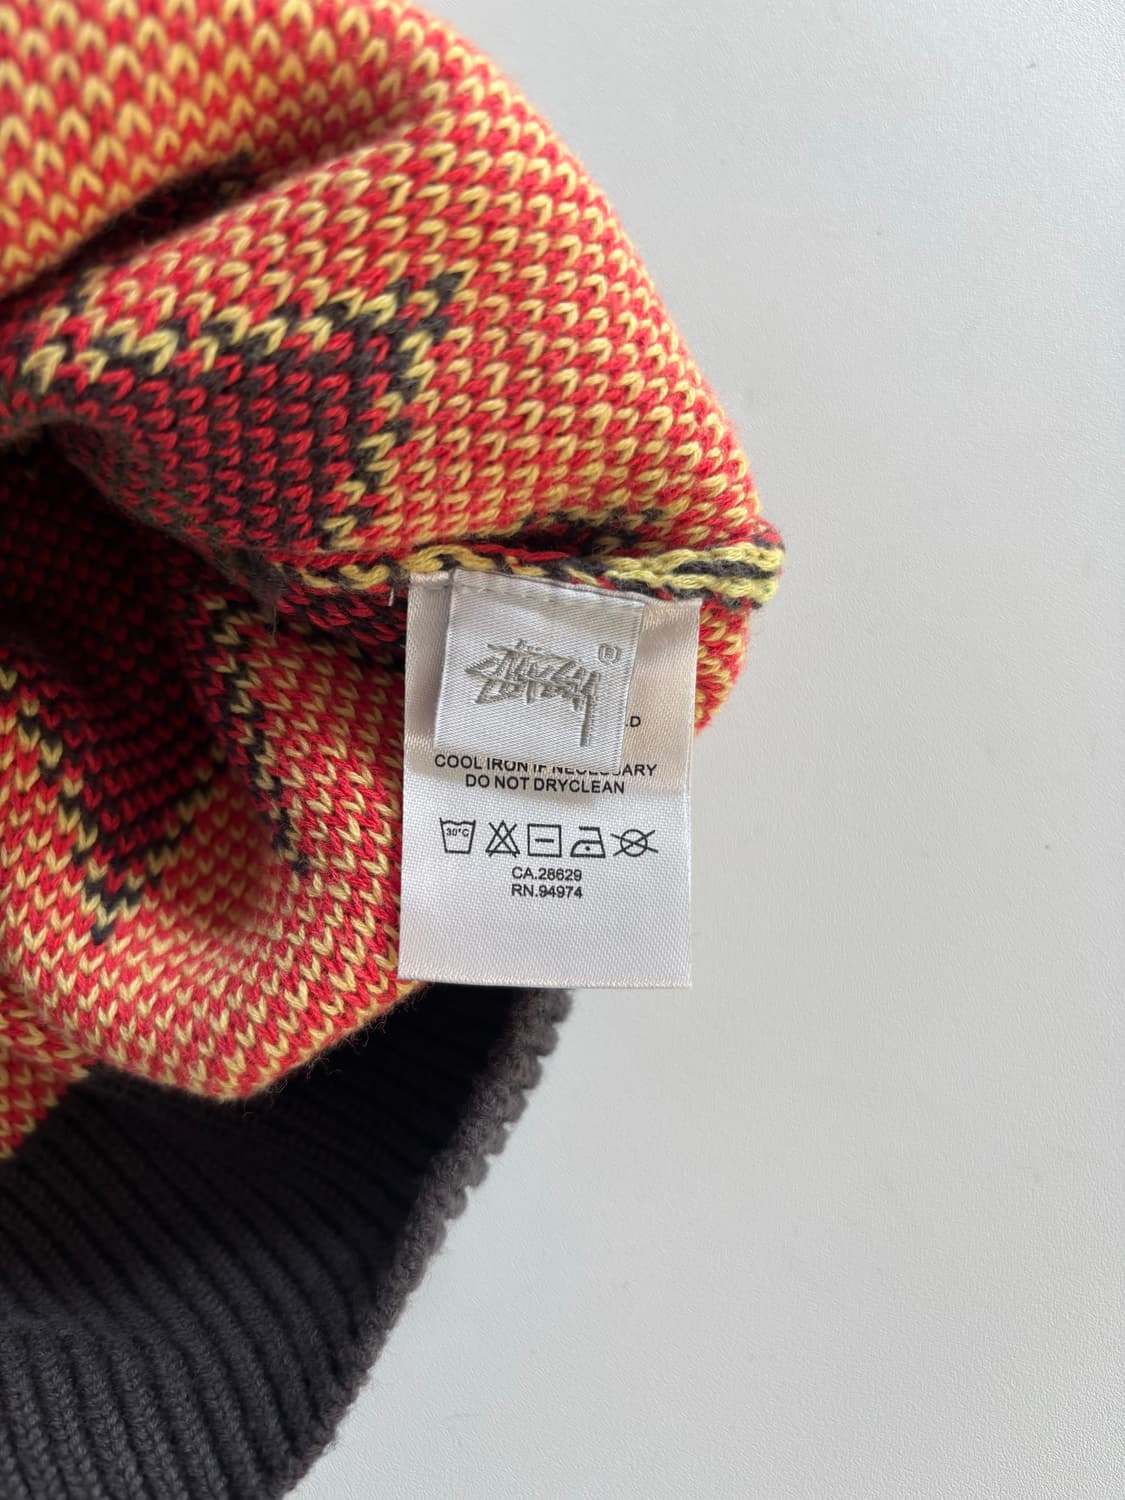 STÜSSY ®
.D
COOL IRON IF NECESSARY
DO NOT DRYCLEAN
30°C
CA.28629
RN.94974